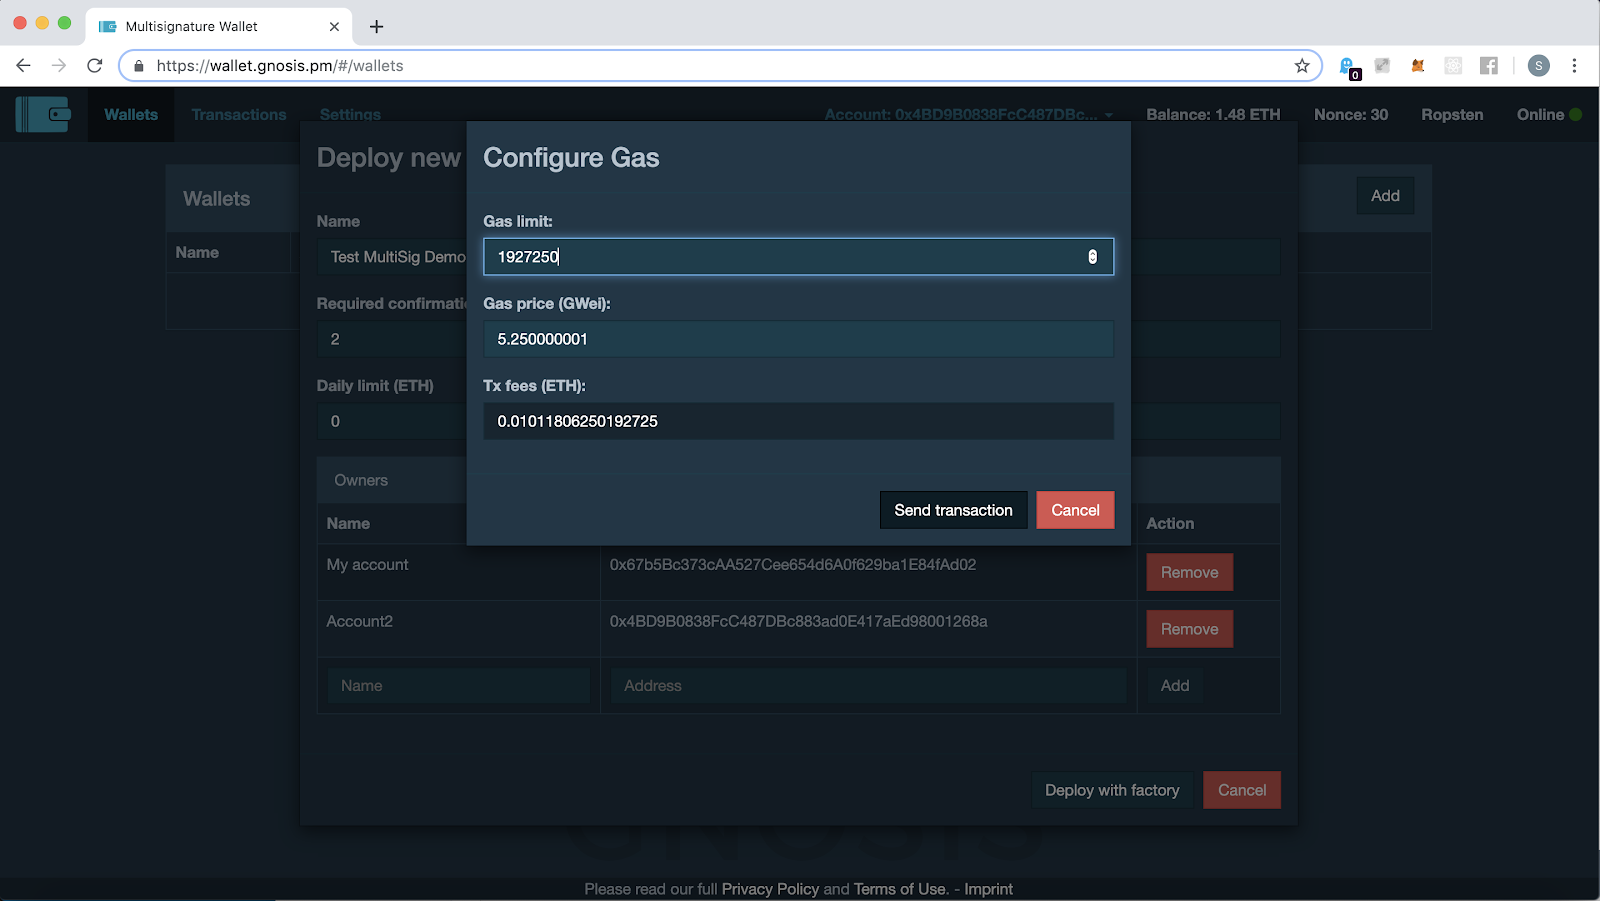 Multisignature Wallet
https://wallet.gnosis.pm/#/wallets
0
S
Wallets Transactions Settings Account: 0x4BD9B0838FcC487DBc... Balance: 1.48 ETH Nonce: 30 Ropsten Online
Deploy new
Configure Gas
Wallets
Add
Name
Name
Gas limit:
Test MultiSig Demo
1927250
Required confirmatio
Gas price (GWei):
2
5.250000001
Daily limit (ETH)
Tx fees (ETH):
0
0.01011806250192725
Owners
Send transaction Cancel
Name Action
My account 0x67b5Bc373cAA527Cee654d6A0f629ba1E84fAd02 Remove
Account2 0x4BD9B0838FcC487DBc883ad0E417aEd98001268a Remove
Name Address Add
Deploy with factory Cancel
GNOSIS
Please read our full Privacy Policy and Terms of Use. - Imprint